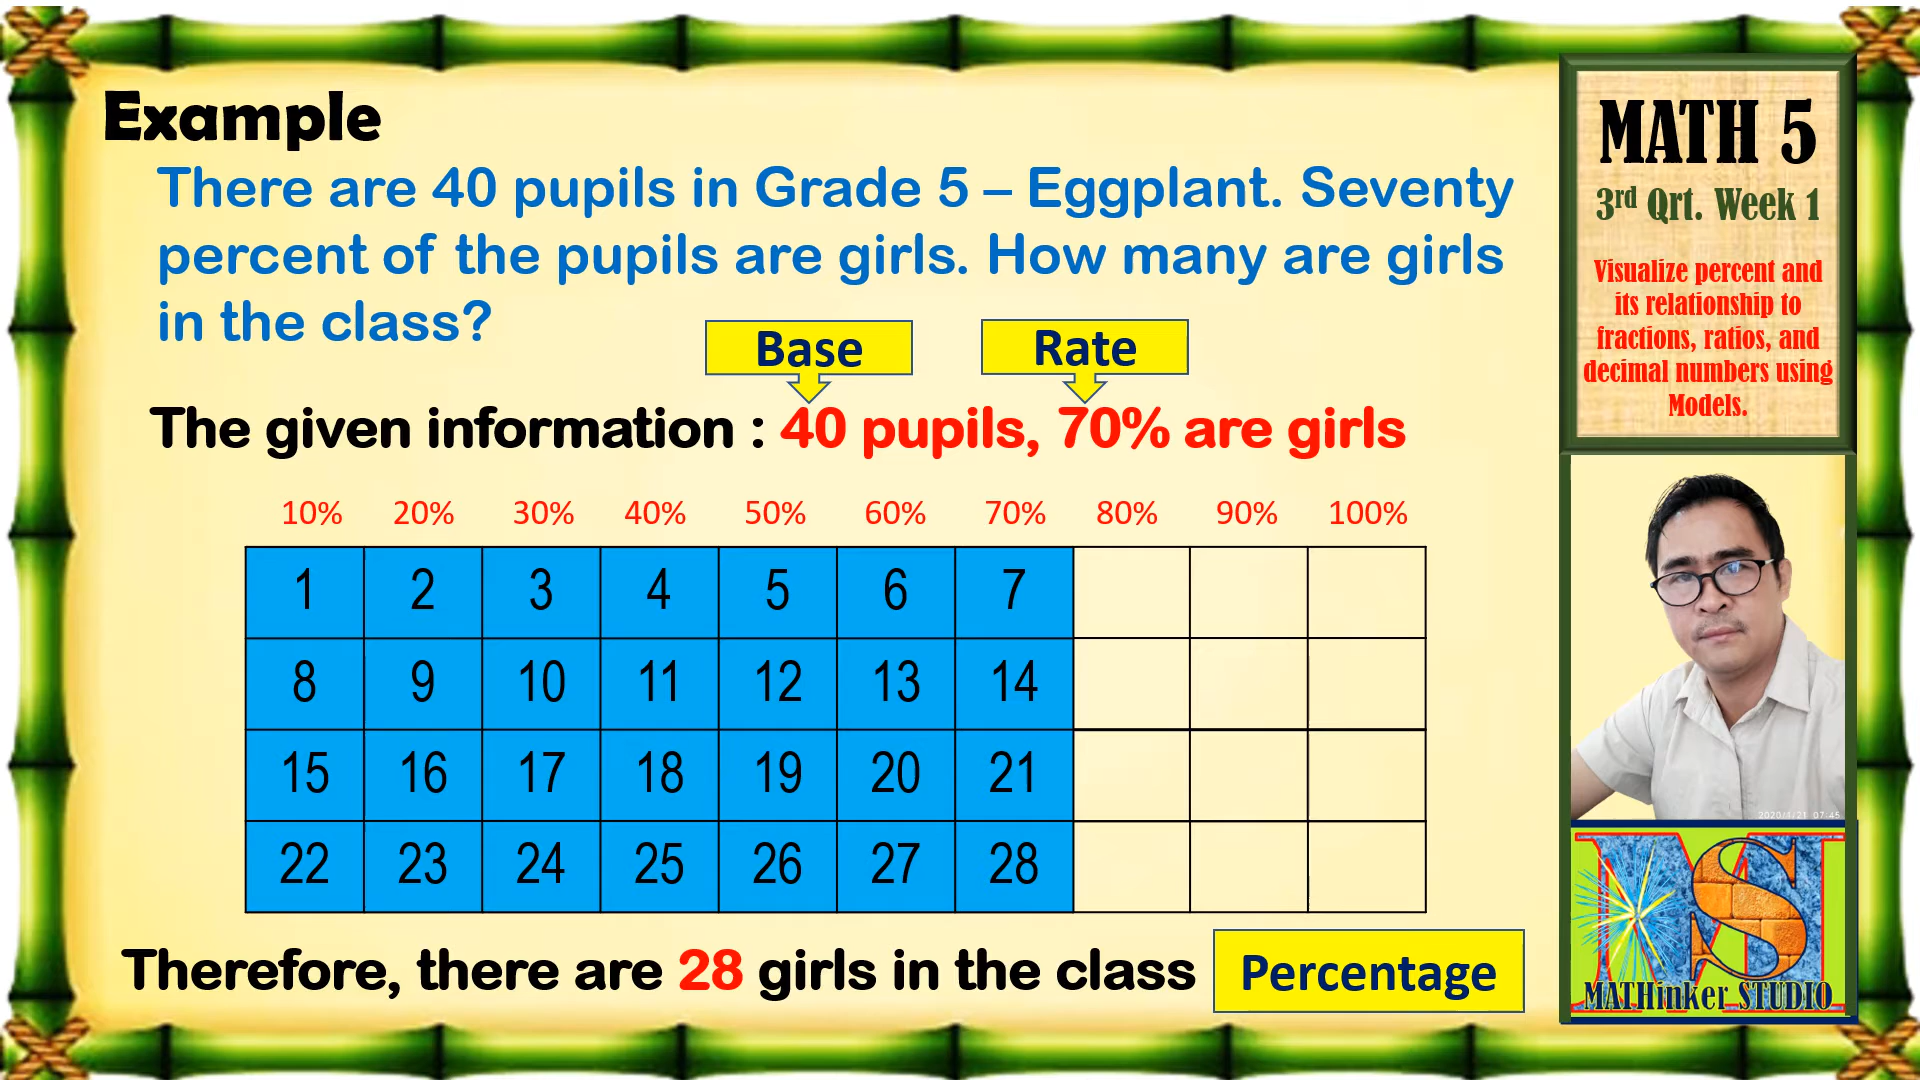 Example
There are 40 pupils in Grade 5 – Eggplant. Seventy
percent of the pupils are girls. How many are girls
in the class?
Base
Rate
The given information : 40 pupils, 70% are girls
10% 20% 30% 40% 50% 60% 70% 80% 90% 100%
1 2 3 4 5 6 7
8 9 10 11 12 13 14
15 16 17 18 19 20 21
22 23 24 25 26 27 28
Therefore, there are 28 girls in the class
Percentage
MATH 5
3rd Qrt. Week 1
Visualize percent and
its relationship to
fractions, ratios, and
decimal numbers using
Models.
MS
MATHinker STUDIO